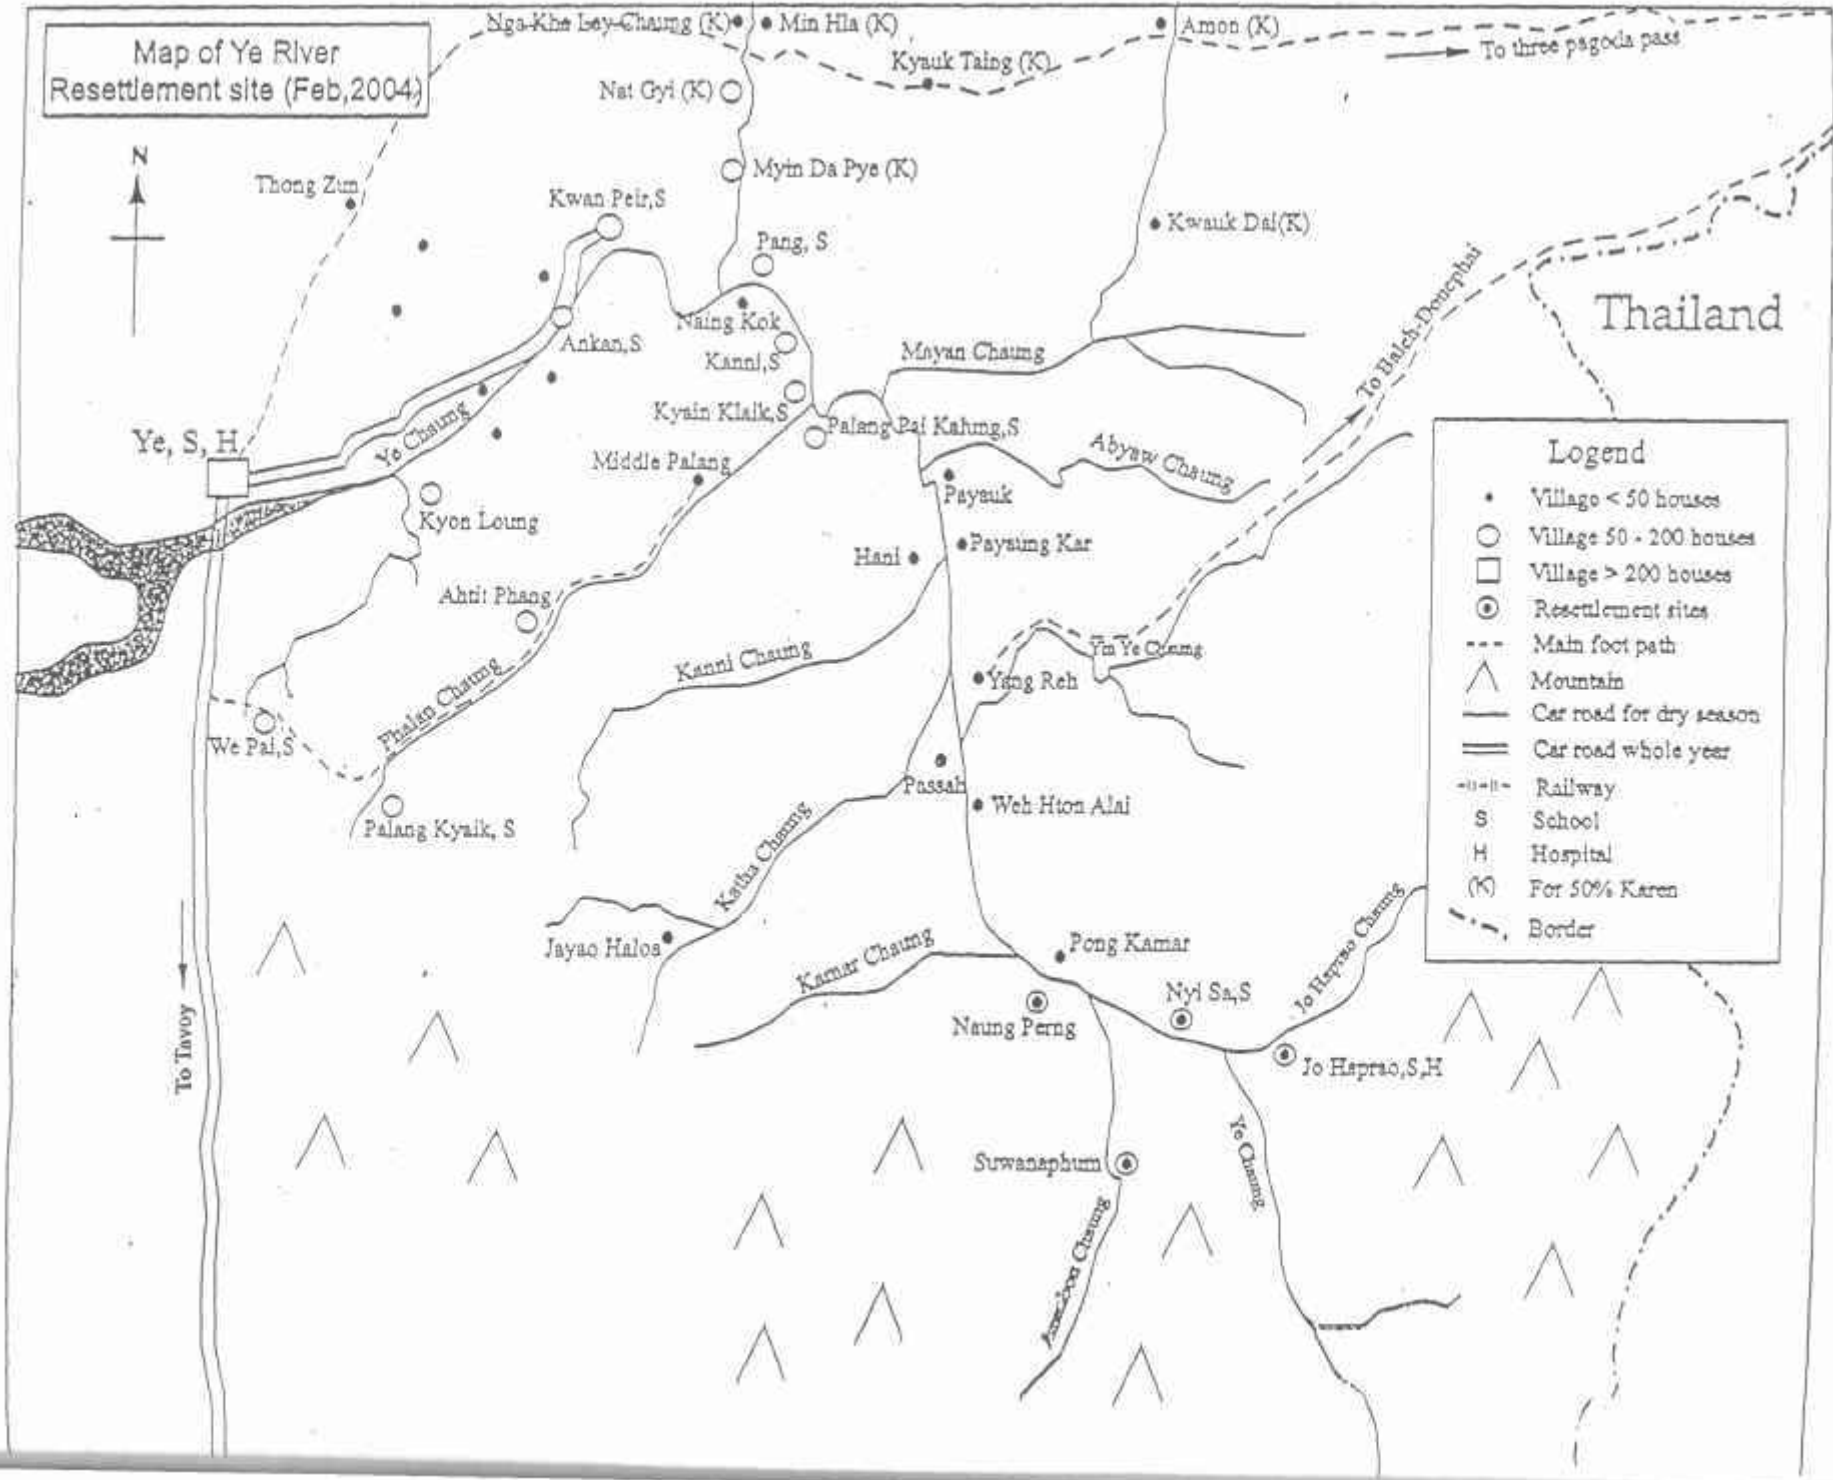 Map of Ye River
Resettlement site (Feb,2004)
Nga Khe Ley Chaung (K)
Min Hla (K)
Amon (K)
To three pagoda pass
Kyauk Taing (K)
Nat Gyi (K)
N
Thong Zun
Myin Da Pye (K)
Kwan Peir,S
Kwauk Dai(K)
Pang, S
Thailand
Naing Kok
Ankan,S
Kanni,S
Mayan Chaung
Kyain Klaik,S
Palang Pai Kahung,S
Ye, S, H
Ye Chaung
Abyaw Chaung
Middle Palang
Payauk
Kyon Loung
Hani
Payaung Kar
Ahtit Phang
Kanni Chaung
Yin Ye Chaung
Yang Reh
Phalan Chaung
We Pai,S
Passah
Weh Hton Alai
Palang Kyaik, S
Katha Chaung
Jayao Haloa
Kamar Chaung
Pong Kamar
Jo Haprao Chaung
Nyi Sa,S
Naung Perng
Jo Haprao,S,H
To Tavoy
Suwanaphum
Ye Chaung
Chaung
Legend
Village < 50 houses
Village 50 - 200 houses
Village > 200 houses
Resettlement sites
Main foot path
Mountain
Car road for dry season
Car road whole year
Railway
S School
H Hospital
(K) For 50% Karen
Border